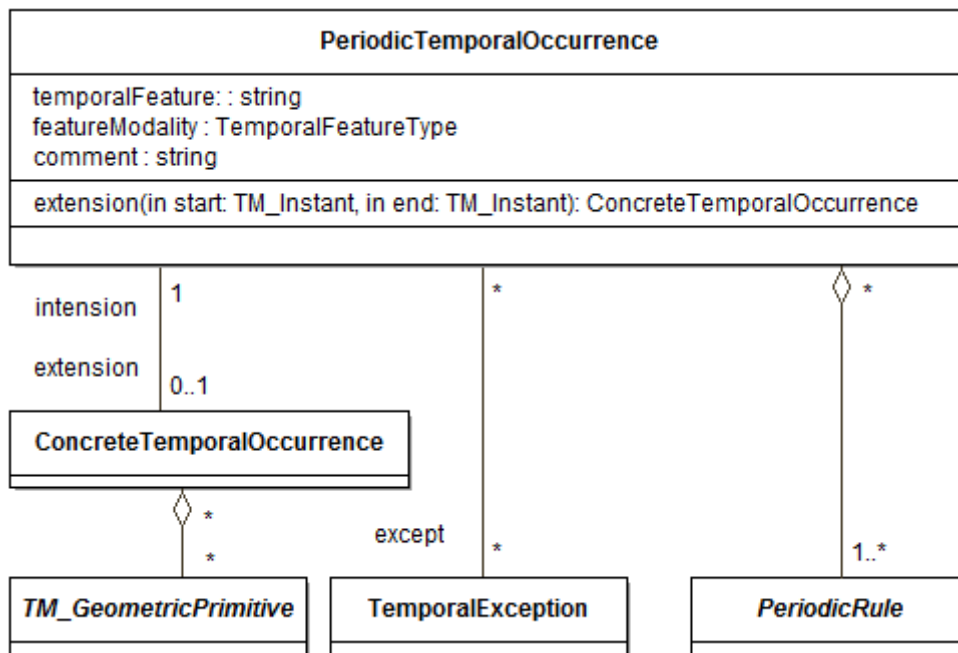 PeriodicTemporalOccurrence
temporalFeature: : string
featureModality : TemporalFeatureType
comment : string
extension(in start: TM_Instant, in end: TM_Instant): ConcreteTemporalOccurrence
intension
1
*
*
extension
0..1
ConcreteTemporalOccurrence
*
*
except
*
1..*
TM_GeometricPrimitive
TemporalException
PeriodicRule